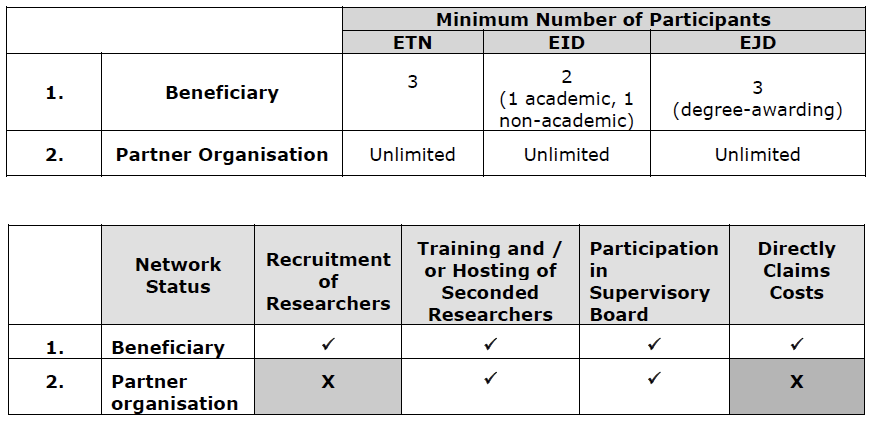 Minimum Number of Participants
ETN EID EJD
1. Beneficiary 3 2
(1 academic, 1
non-academic) 3
(degree-awarding)
2. Partner Organisation Unlimited Unlimited Unlimited
Network
Status Recruitment
of
Researchers Training and /
or Hosting of
Seconded
Researchers Participation
in
Supervisory
Board Directly
Claims
Costs
1. Beneficiary ✓ ✓ ✓ ✓
2. Partner
organisation X ✓ ✓ X